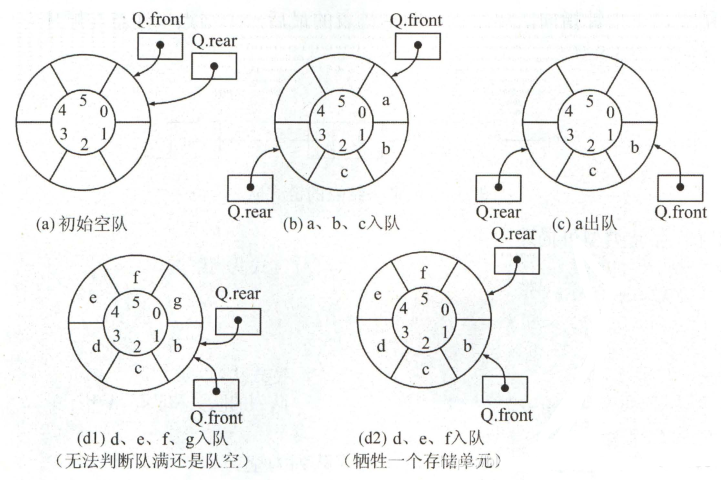 Q.front
Q.rear
5
4 0
3 1
2
(a) 初始空队
Q.front
a
5
4 0
3 1
2
b
c
Q.rear
(b) a、b、c入队
5
4 0
3 1
2
b
c
Q.rear
Q.front
(c) a出队
f
e g
5
4 0
3 1
2
d b
c
Q.rear
Q.front
(d1) d、e、f、g入队
(无法判断队满还是队空)
Q.rear
f
e
5
4 0
3 1
2
d b
c
Q.front
(d2) d、e、f入队
(牺牲一个存储单元)